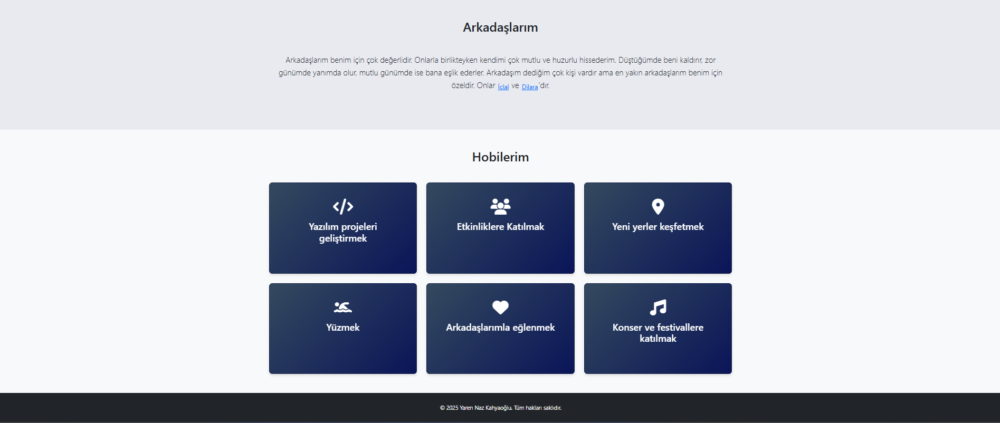 Arkadaşlarım
Arkadaşlarım benim için çok değerlidir. Onlarla birlikteyken kendimi çok mutlu ve huzurlu hissederim. Düştüğümde beni kaldırır, zor
günümde yanımda olur, mutlu günümde ise bana eşlik ederler. Arkadaşım dediğim çok kişi vardır ama en yakın arkadaşlarım benim için
özeldir. Onlar İclal ve Dilara'dır.
Hobilerim
Yazılım projeleri
geliştirmek
Etkinliklere Katılmak
Yeni yerler keşfetmek
Yüzmek
Arkadaşlarımla eğlenmek
Konser ve festivallere
katılmak
© 2025 Yaren Naz Kahyaoğlu. Tüm hakları saklıdır.